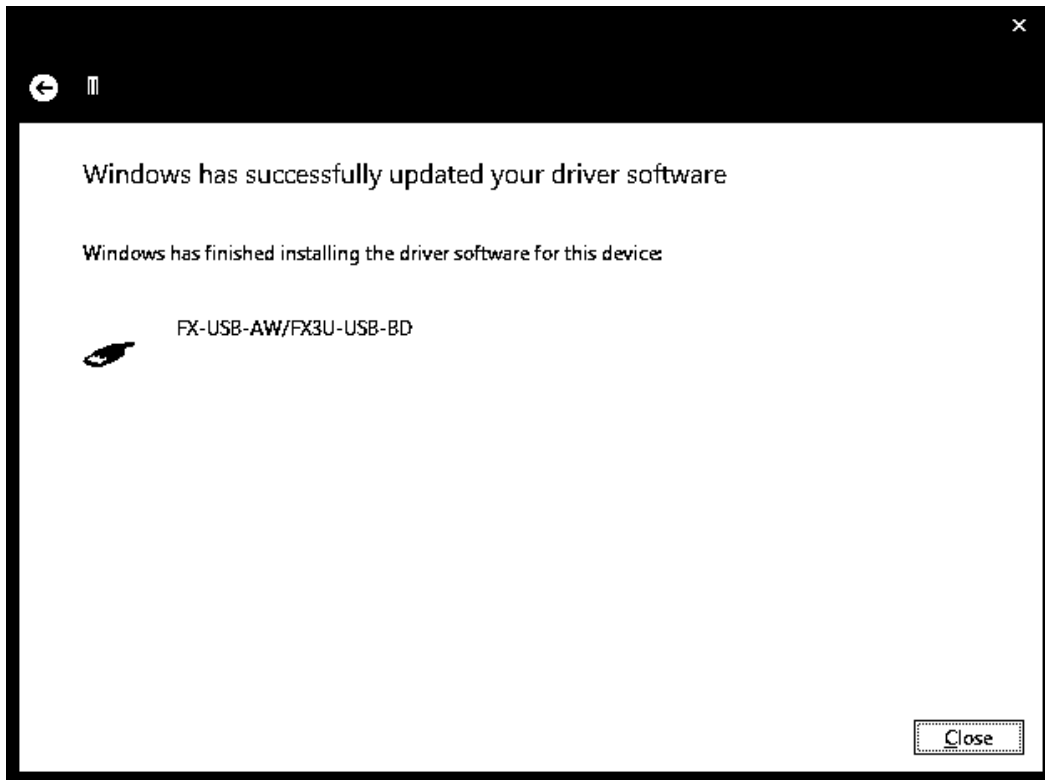 Windows has successfully updated your driver software
Windows has finished installing the driver software for this device:
FX-USB-AW/FX3U-USB-BD
Close